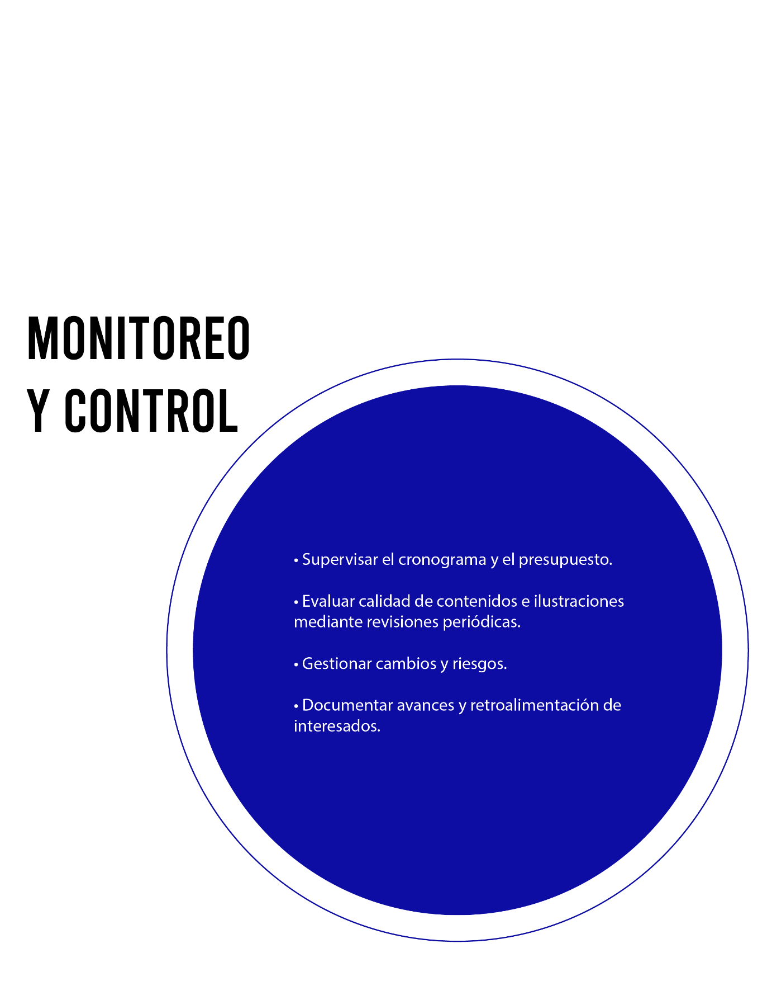 MONITOREO
Y CONTROL
• Supervisar el cronograma y el presupuesto.
• Evaluar calidad de contenidos e ilustraciones
mediante revisiones periódicas.
• Gestionar cambios y riesgos.
• Documentar avances y retroalimentación de
interesados.